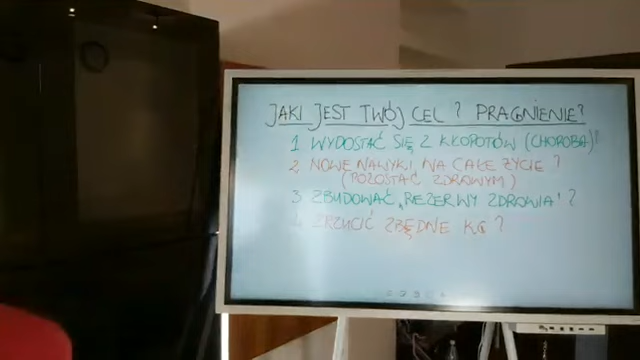 JAKI JEST TWÓJ CEL? PRAGNIENIE?
1 WYDOSTAĆ SIĘ Z KŁOPOTÓW (CHOROBA)!
2. NOWE NAWYKI NA CAŁE ŻYCIE?
(POZOSTAĆ ZDROWYM)
3 ZBUDOWAĆ „REZERWY ZDROWIA"?
4. ZRZUCIĆ ZBĘDNE KG?